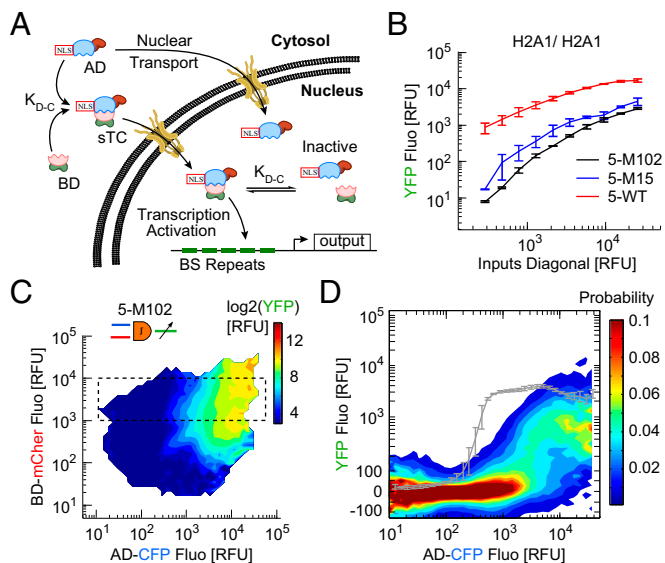 A
NLS
AD
Nuclear
Transport
Cytosol
Nucleus
K_D-C
NLS
sTC
BD
NLS
NLS
K_D-C
Inactive
NLS
Transcription
Activation
output
BS Repeats
B
H2A1/ H2A1
YFP Fluo [RFU]
10^5
10^4
10^3
10^2
10^1
5-M102
5-M15
5-WT
10^3
10^4
Inputs Diagonal [RFU]
C
5-M102
log2(YFP)
[RFU]
12
8
4
BD-mCher Fluo [RFU]
10^5
10^4
10^3
10^2
10^1
10^1
10^2
10^3
10^4
10^5
AD-CFP Fluo [RFU]
D
Probability
0.1
0.08
0.06
0.04
0.02
YFP Fluo [RFU]
10^5
10^4
10^3
100
0
-100
10^1
10^2
10^3
10^4
AD-CFP Fluo [RFU]